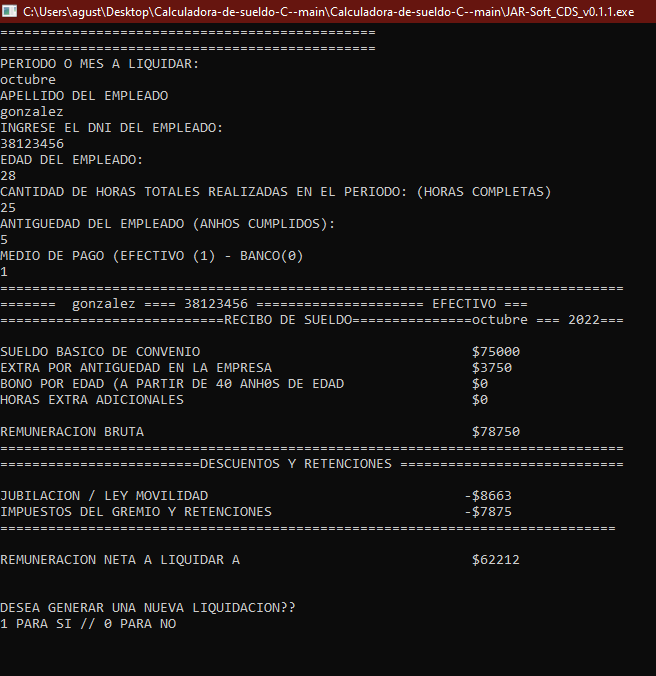 C:\Users\agust\Desktop\Calculadora-de-sueldo-C--main\Calculadora-de-sueldo-C--main\JAR-Soft_CDS_v0.1.1.exe
===============================================
===============================================
PERIODO O MES A LIQUIDAR:
octubre
APELLIDO DEL EMPLEADO
gonzalez
INGRESE EL DNI DEL EMPLEADO:
38123456
EDAD DEL EMPLEADO:
28
CANTIDAD DE HORAS TOTALES REALIZADAS EN EL PERIODO: (HORAS COMPLETAS)
25
ANTIGUEDAD DEL EMPLEADO (ANHOS CUMPLIDOS):
5
MEDIO DE PAGO (EFECTIVO (1) - BANCO(0)
1
==============================================================================
=======  gonzalez ==== 38123456 ===================== EFECTIVO ===
============================RECIBO DE SUELDO===============octubre === 2022===
SUELDO BASICO DE CONVENIO                                  $75000
EXTRA POR ANTIGUEDAD EN LA EMPRESA                         $3750
BONO POR EDAD (A PARTIR DE 40 ANH0S DE EDAD                $0
HORAS EXTRA ADICIONALES                                    $0
REMUNERACION BRUTA                                         $78750
==============================================================================
=========================DESCUENTOS Y RETENCIONES ============================
JUBILACION / LEY MOVILIDAD                                -$8663
IMPUESTOS DEL GREMIO Y RETENCIONES                        -$7875
=============================================================================
REMUNERACION NETA A LIQUIDAR A                             $62212
DESEA GENERAR UNA NUEVA LIQUIDACION??
1 PARA SI // 0 PARA NO